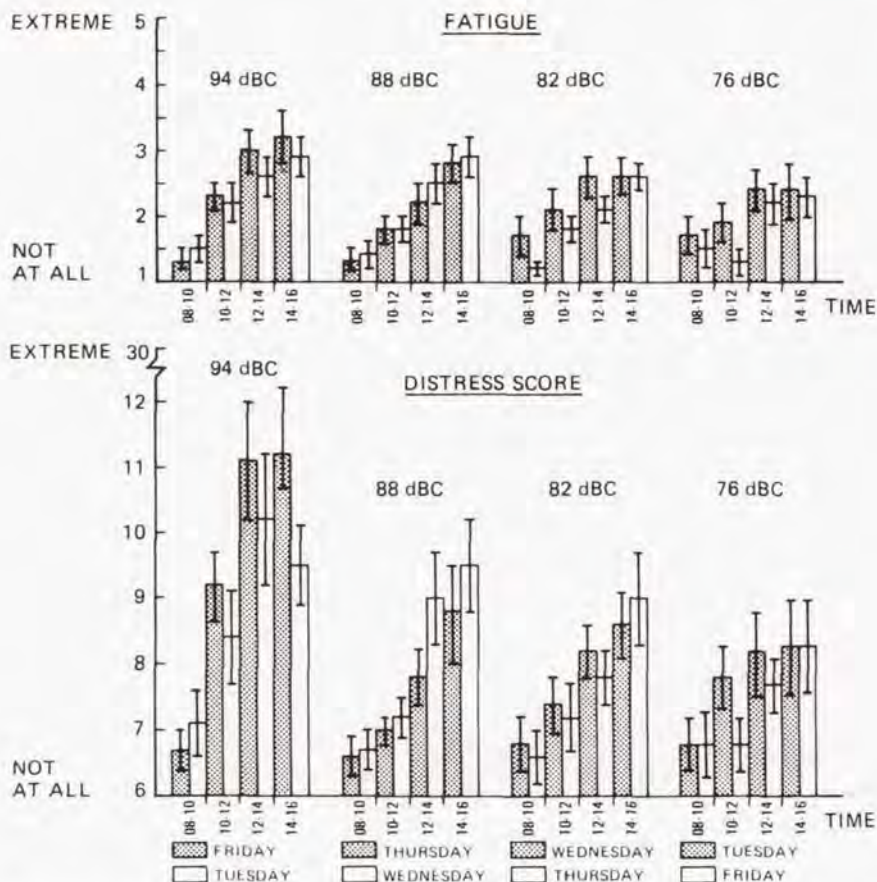 FATIGUE
EXTREME 5
94 dBC 88 dBC 82 dBC 76 dBC
4
3
2
NOT AT ALL 1
08-10 10-12 12-14 14-16 08-10 10-12 12-14 14-16 08-10 10-12 12-14 14-16 08-10 10-12 12-14 14-16 TIME
EXTREME 30
94 dBC
DISTRESS SCORE
12
11
88 dBC 82 dBC 76 dBC
10
9
8
7
NOT AT ALL 6
08-10 10-12 12-14 14-16 08-10 10-12 12-14 14-16 08-10 10-12 12-14 14-16 08-10 10-12 12-14 14-16 TIME
FRIDAY THURSDAY WEDNESDAY TUESDAY
TUESDAY WEDNESDAY THURSDAY FRIDAY